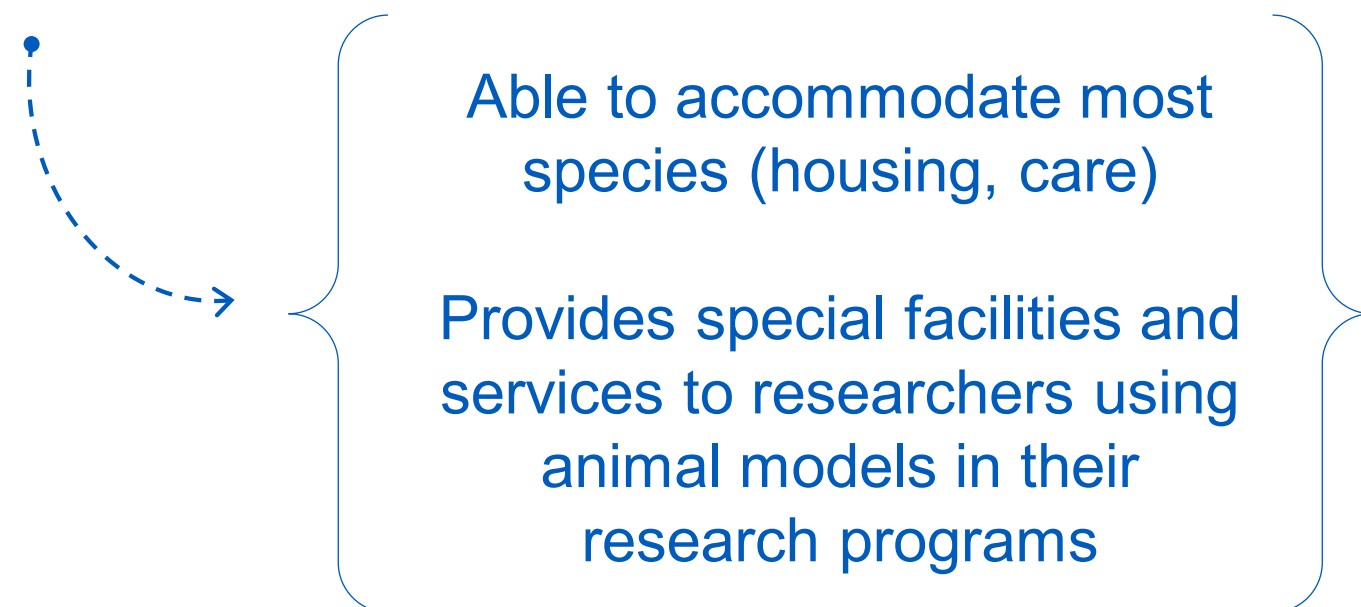 Able to accommodate most
species (housing, care)
Provides special facilities and
services to researchers using
animal models in their
research programs